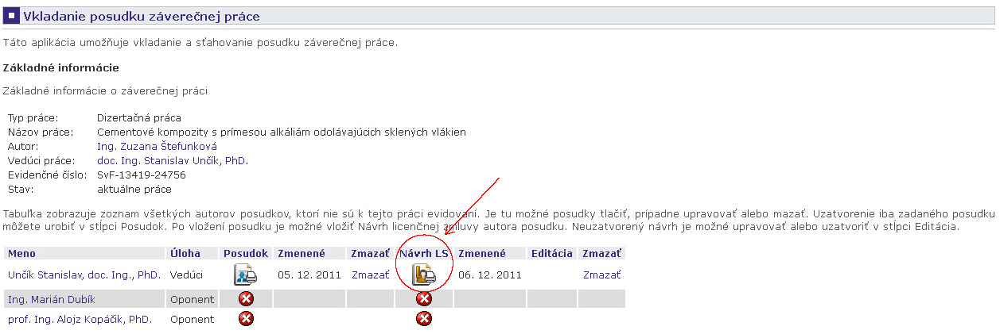 Vkladanie posudku záverečnej práce
Táto aplikácia umožňuje vkladanie a sťahovanie posudku záverečnej práce.
Základné informácie
Základné informácie o záverečnej práci
Typ práce: Dizertačná práca
Názov práce: Cementové kompozity s prímesou alkáliám odolávajúcich sklených vlákien
Autor: Ing. Zuzana Štefunková
Vedúci práce: doc. Ing. Stanislav Unčík, PhD.
Evidenčné číslo: SvF-13419-24756
Stav: aktuálne práce
Tabuľka zobrazuje zoznam všetkých autorov posudkov, ktorí nie sú k tejto práci evidovaní. Je tu možné posudky tlačiť, prípadne upravovať alebo mazať. Uzatvorenie iba zadaného posudku
môžete urobiť v stĺpci Posudok. Po vložení posudku je možné vložiť Návrh licenčnej zmluvy autora posudku. Neuzatvorený návrh je možné upravovať alebo uzatvoriť v stĺpci Editácia.
Meno Úloha Posudok Zmenené Zmazať Návrh LS Zmenené Editácia Zmazať
Unčík Stanislav, doc. Ing., PhD. Vedúci 05. 12. 2011 Zmazať 06. 12. 2011 Zmazať
Ing. Marián Dubík Oponent
prof. Ing. Alojz Kopáčik, PhD. Oponent